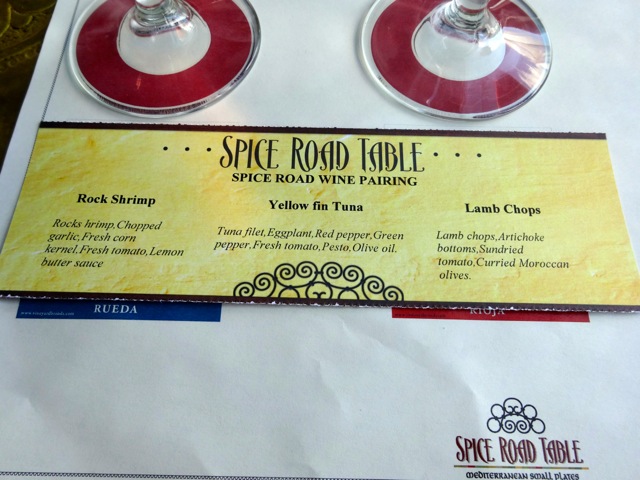 SPICE ROAD TABLE
SPICE ROAD WINE PAIRING
Rock Shrimp
Rocks hrimp,Chopped
garlic,Fresh corn
kernel,Fresh tomato,Lemon
butter sauce
Yellow fin Tuna
Tuna filet,Eggplant,Red pepper,Green
pepper,Fresh tomato,Pesto,Olive oil.
Lamb Chops
Lamb chops,Artichoke
bottoms,Sundried
tomato,Curried Moroccan
olives.
RUEDA
RIOJA
SPICE ROAD TABLE
MEDITERRANEAN SMALL PLATES